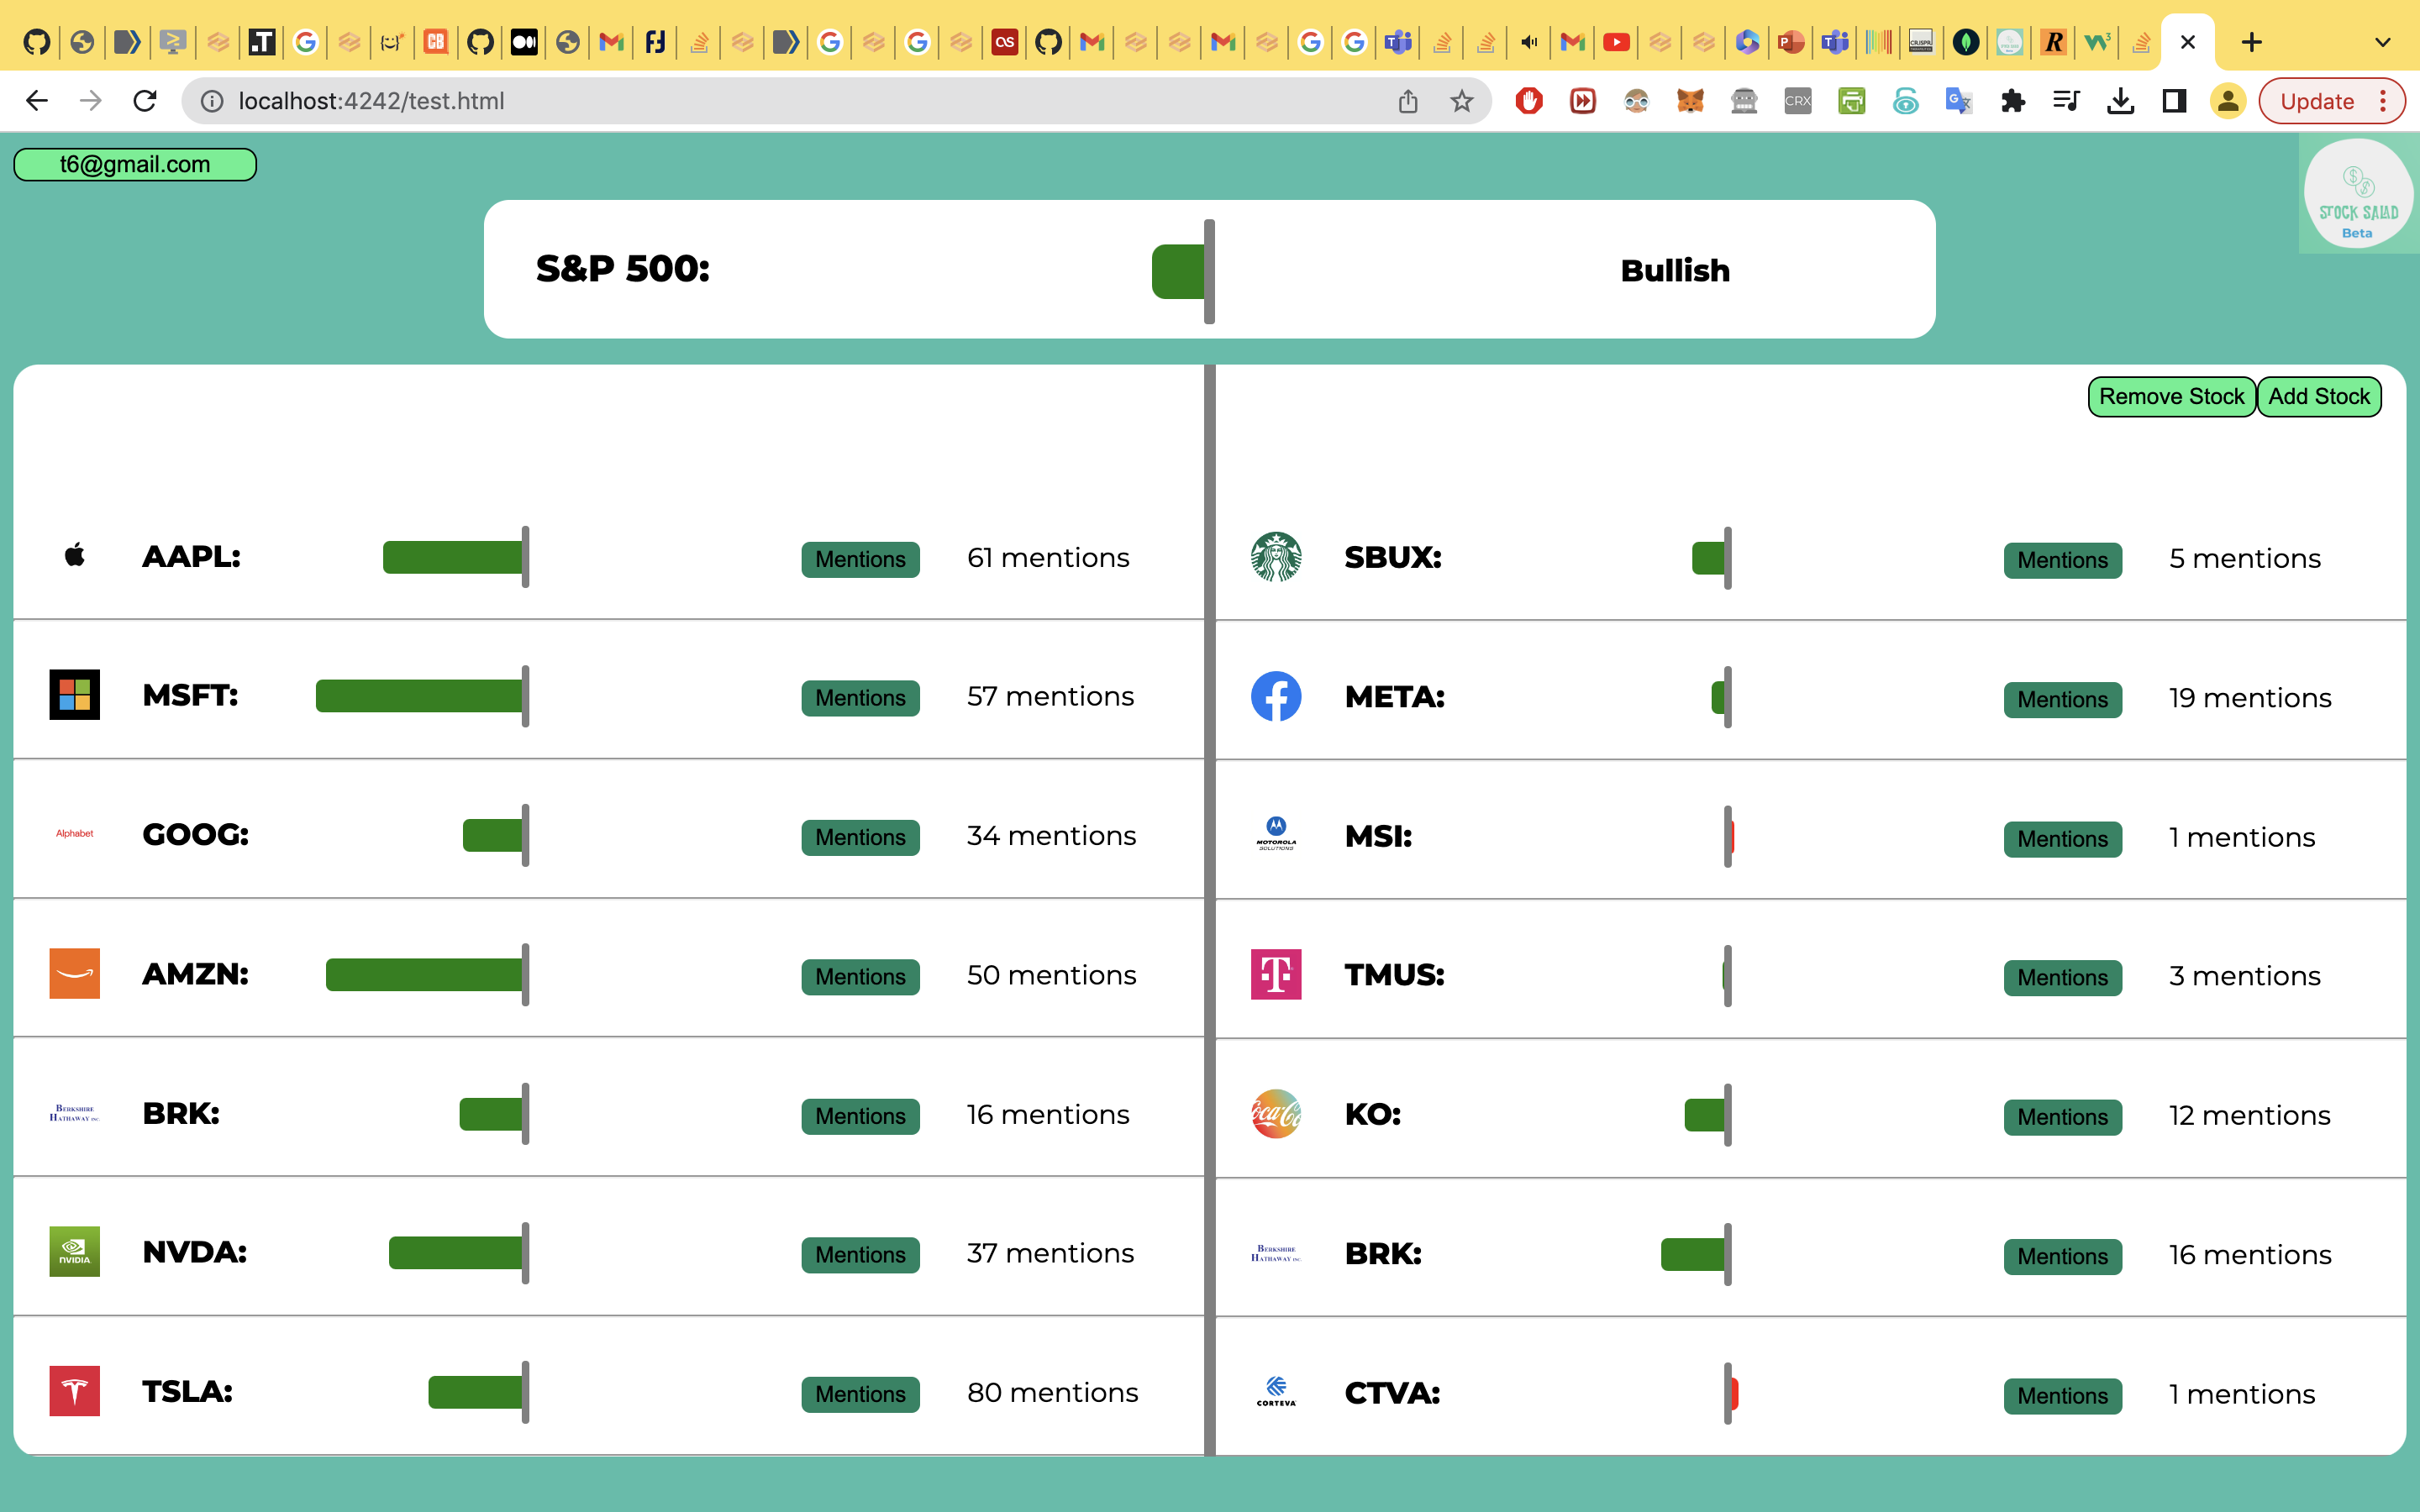 localhost:4242/test.html
CRX
Update
t6@gmail.com
STOCK SALAD
Beta
S&P 500:
Bullish
Remove Stock
Add Stock
AAPL:
Mentions
61 mentions
MSFT:
Mentions
57 mentions
Alphabet
GOOG:
Mentions
34 mentions
AMZN:
Mentions
50 mentions
BERKSHIRE
HATHAWAY INC.
BRK:
Mentions
16 mentions
NVIDIA
NVDA:
Mentions
37 mentions
TSLA:
Mentions
80 mentions
SBUX:
Mentions
5 mentions
META:
Mentions
19 mentions
MOTOROLA
SOLUTIONS
MSI:
Mentions
1 mentions
T
TMUS:
Mentions
3 mentions
KO:
Mentions
12 mentions
BERKSHIRE
HATHAWAY INC.
BRK:
Mentions
16 mentions
CORTEVA
CTVA:
Mentions
1 mentions